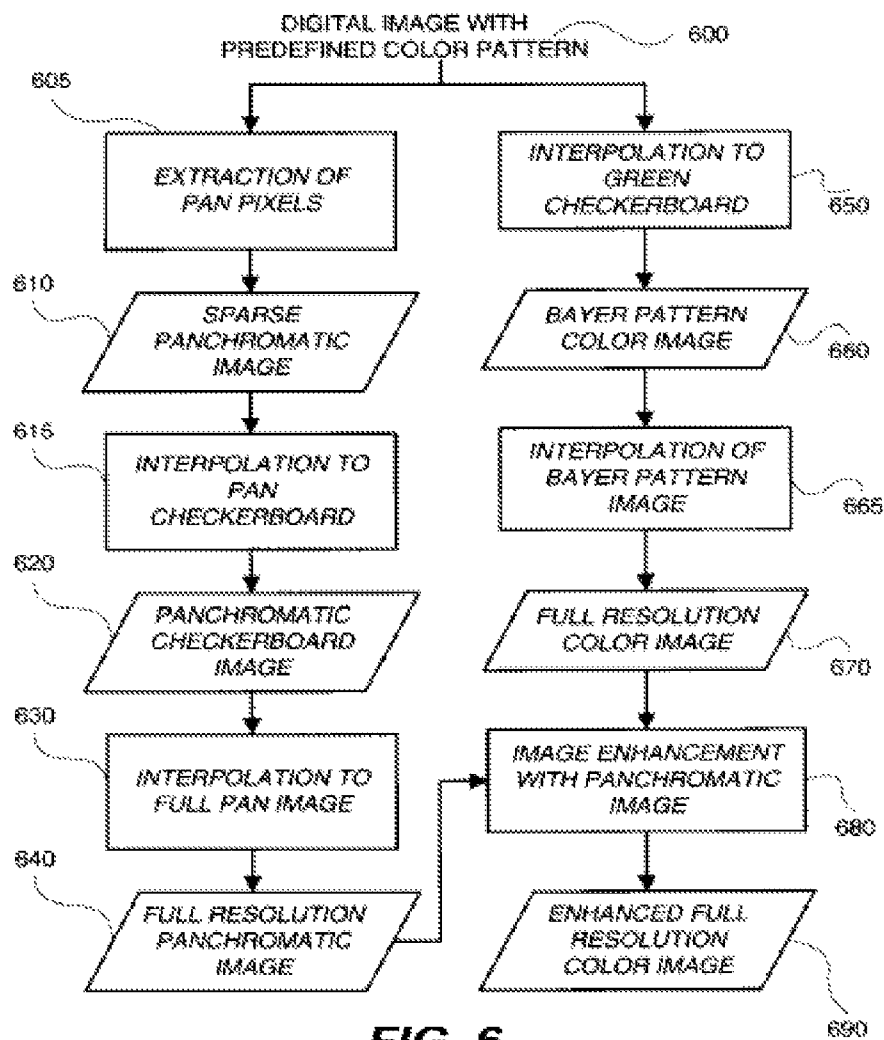 DIGITAL IMAGE WITH
PREDEFINED COLOR PATTERN
600
605
EXTRACTION OF
PAN PIXELS
INTERPOLATION TO
GREEN
CHECKERBOARD
650
610
SPARSE
PANCHROMATIC
IMAGE
BAYER PATTERN
COLOR IMAGE
660
615
INTERPOLATION TO
PAN
CHECKERBOARD
INTERPOLATION OF
BAYER PATTERN
IMAGE
665
620
PANCHROMATIC
CHECKERBOARD
IMAGE
FULL RESOLUTION
COLOR IMAGE
670
630
INTERPOLATION TO
FULL PAN IMAGE
IMAGE ENHANCEMENT
WITH PANCHROMATIC
IMAGE
680
640
FULL RESOLUTION
PANCHROMATIC
IMAGE
ENHANCED FULL
RESOLUTION
COLOR IMAGE
690
FIG. 6